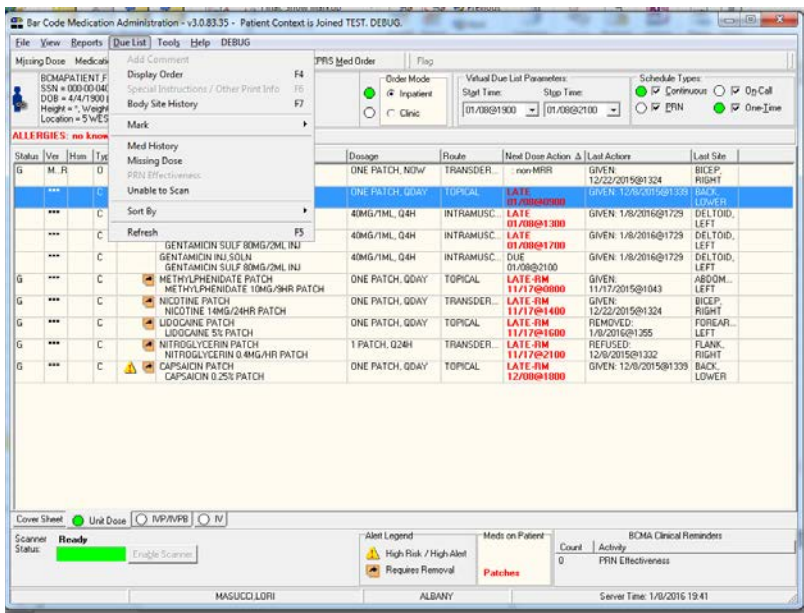 Bar Code Medication Administration - v3.0.83.35 - Patient Context is Joined TEST. DEBUG.
File View Reports Due List Tools Help DEBUG
Missing Dose Medicati CPRS Med Order Flag
Add Comment
Display Order F4
Special Instructions / Other Print Info F6
Body Site History F7
Mark
Med History
Missing Dose
PRN Effectiveness
Unable to Scan
Sort By
Refresh F5
BCMAPATIENT,F
SSN = 000-00-040
DOB = 4/4/1900 (
Height = *, Weight
Location = 5 WES
Order Mode
Inpatient
Clinic
Virtual Due List Parameters:
Start Time: Stop Time:
01/08@1900 01/08@2100
Schedule Types:
Continuous On-Call
PRN One-Time
ALLERGIES: no know
Status Ver Hsm Typ Dosage Route Next Dose Action Last Action Last Site
G M..R O ONE PATCH, NOW TRANSDER... : non-MRR GIVEN: BICEP,
12/22/2015@1324 RIGHT
*** C ONE PATCH, QDAY TOPICAL LATE GIVEN: 12/8/2015@1339 BACK,
01/08@0900 LOWER
*** C 40MG/1ML, Q4H INTRAMUSC... LATE GIVEN: 1/8/2016@1729 DELTOID,
01/08@1300 LEFT
*** C 40MG/1ML, Q4H INTRAMUSC... LATE GIVEN: 1/8/2016@1729 DELTOID,
GENTAMICIN SULF 80MG/2ML INJ 01/08@1700 LEFT
*** C GENTAMICIN INJ,SOLN 40MG/1ML, Q4H INTRAMUSC... DUE GIVEN: 1/8/2016@1729 DELTOID,
GENTAMICIN SULF 80MG/2ML INJ 01/08@2100 LEFT
G *** C METHYLPHENIDATE PATCH ONE PATCH, QDAY TOPICAL LATE-RM GIVEN: ABDOM...
METHYLPHENIDATE 10MG/9HR PATCH 11/17@0800 11/17/2015@1043 LEFT
G *** C NICOTINE PATCH ONE PATCH, QDAY TRANSDER... LATE-RM GIVEN: BICEP,
NICOTINE 14MG/24HR PATCH 11/17@1400 12/22/2015@1324 RIGHT
G *** C LIDOCAINE PATCH ONE PATCH, QDAY TOPICAL LATE-RM REMOVED: FOREAR...
LIDOCAINE 5% PATCH 11/17@1600 1/8/2016@1355 LEFT
G *** C NITROGLYCERIN PATCH 1 PATCH, Q24H TRANSDER... LATE-RM REFUSED: FLANK,
NITROGLYCERIN 0.4MG/HR PATCH 11/17@2100 12/8/2015@1332 RIGHT
G *** C CAPSAICIN PATCH ONE PATCH, QDAY TOPICAL LATE-RM GIVEN: 12/8/2015@1339 BACK,
CAPSAICIN 0.25% PATCH 12/08@1800 LOWER
Cover Sheet Unit Dose IVP/IVPB IV
Scanner Status: Ready
Enable Scanner
Alert Legend
High Risk / High Alert
Requires Removal
Meds on Patient
Patches
BCMA Clinical Reminders
Count Activity
0 PRN Effectiveness
MASUCCI,LORI ALBANY Server Time: 1/8/2016 19:41